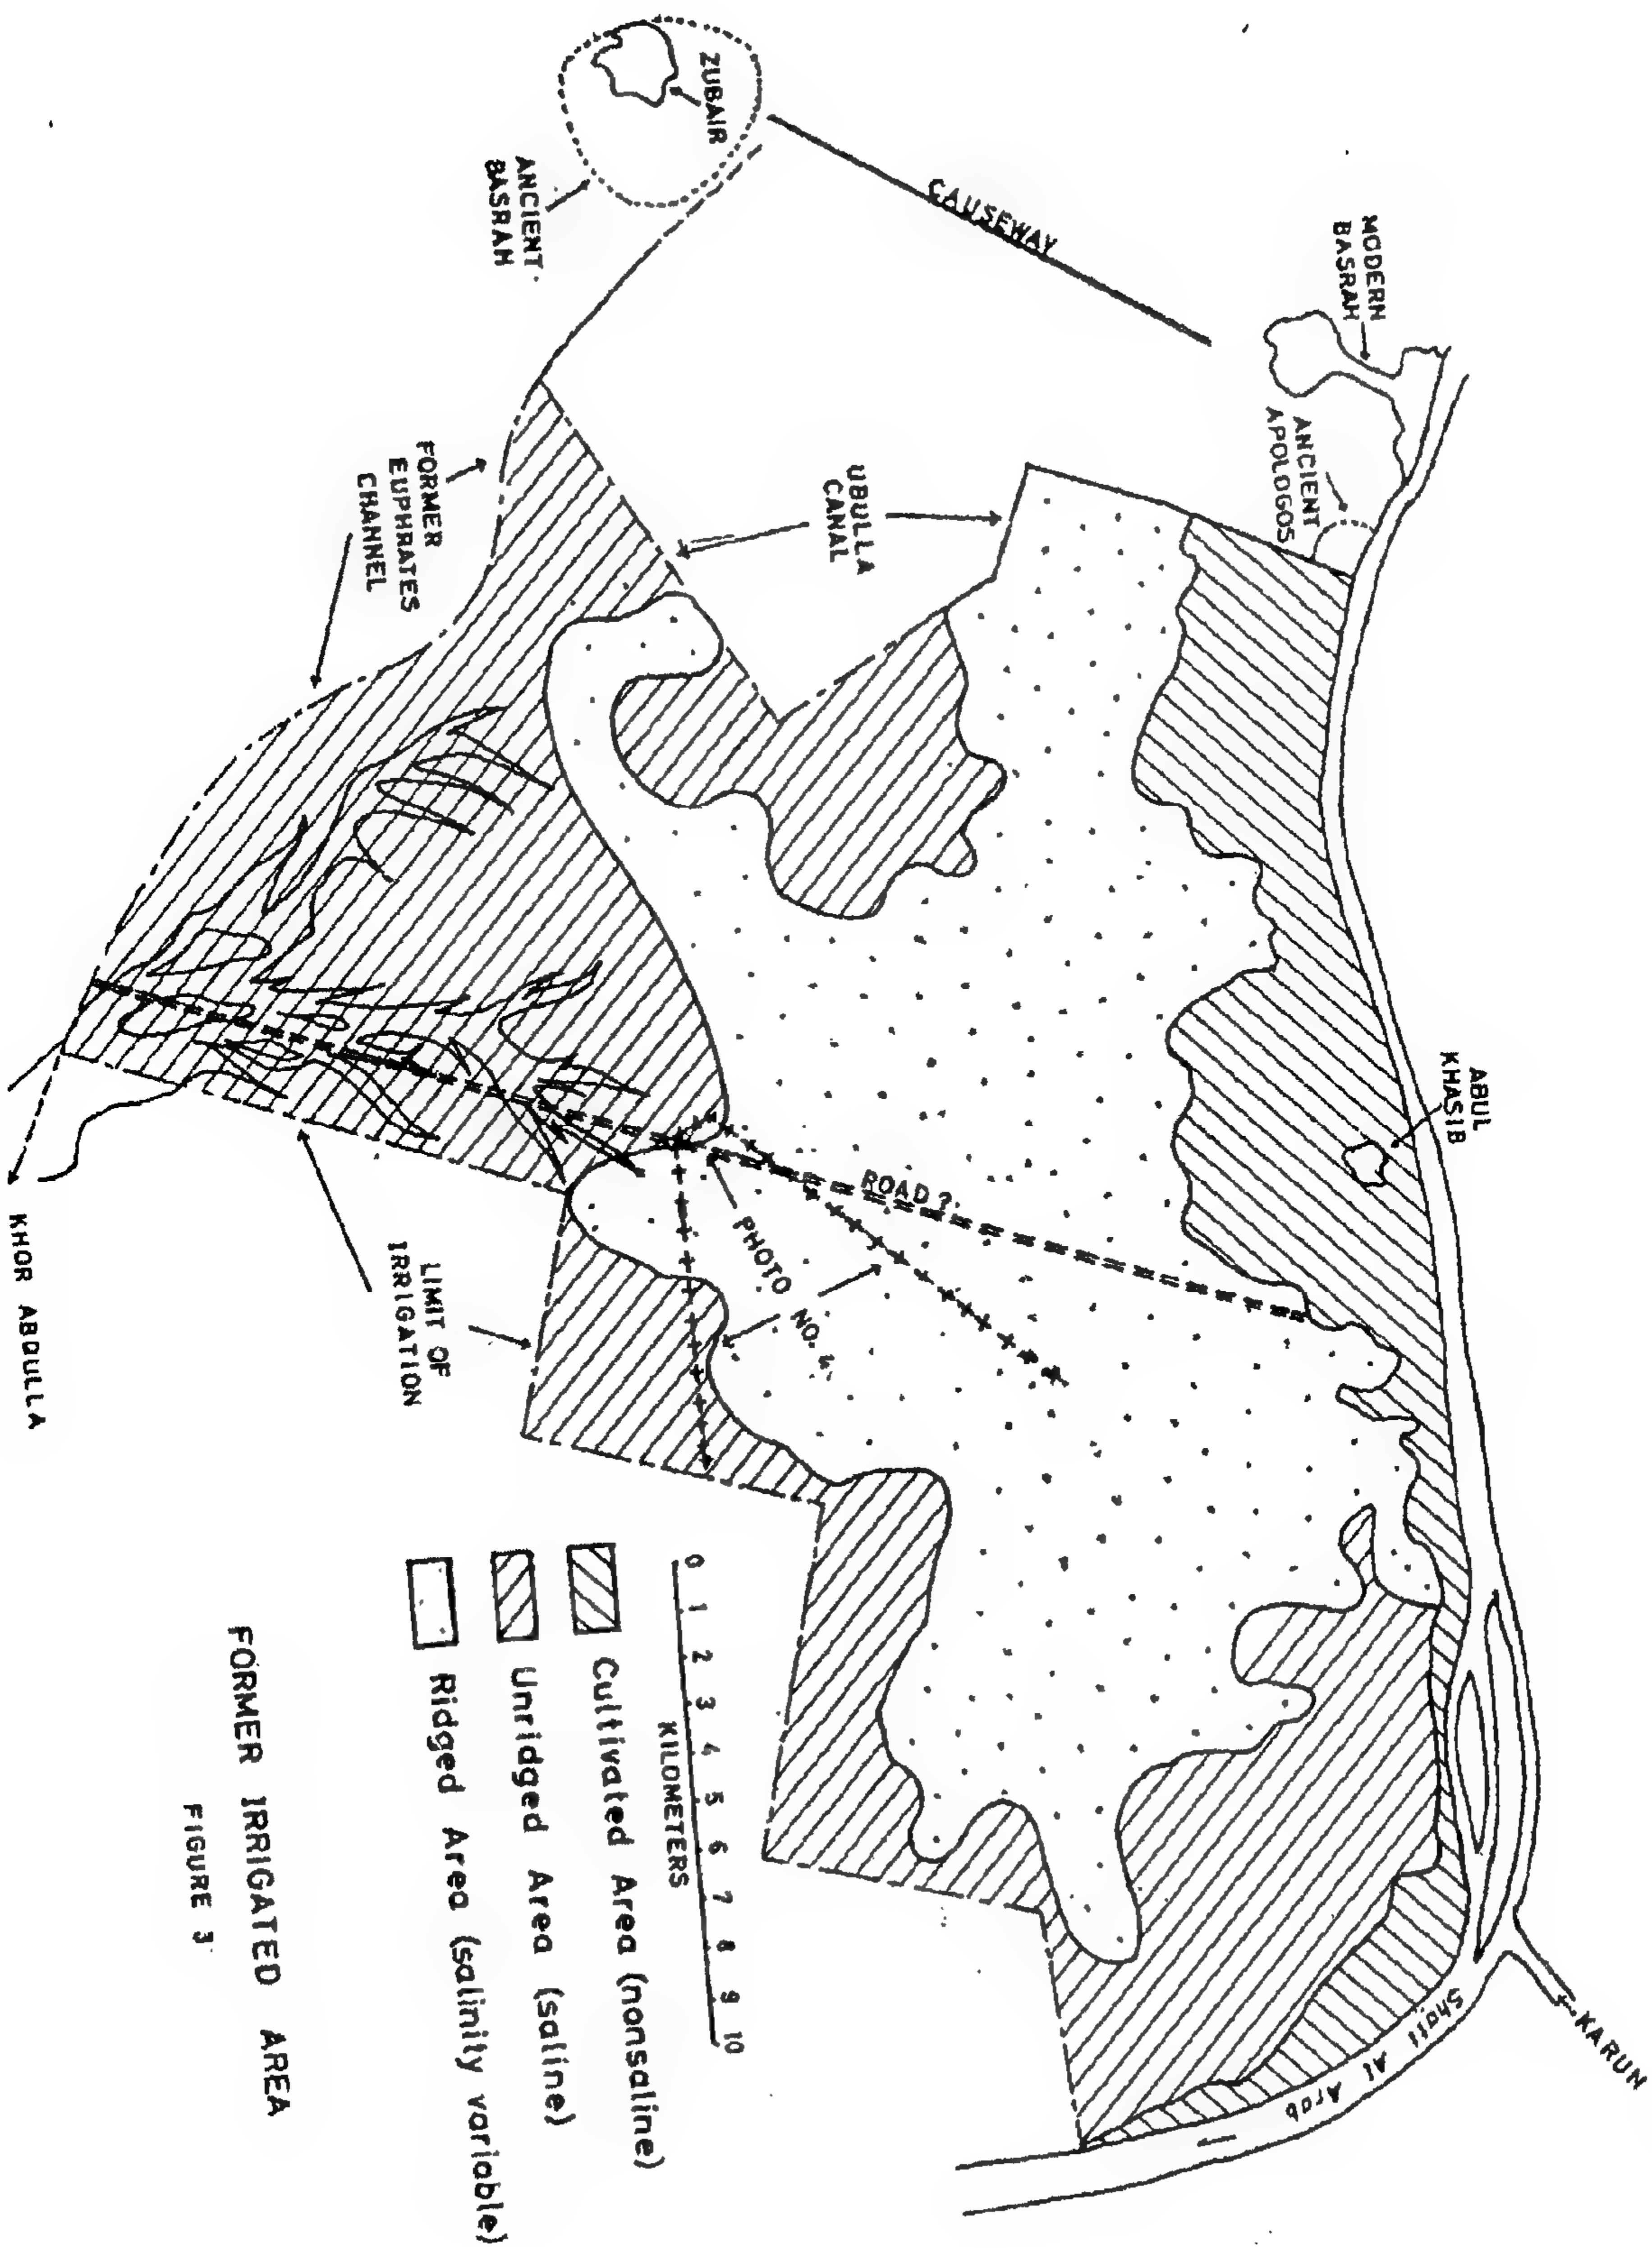 ZUBAIR
ANCIENT
BASRAH
CAUSEWAY
MODERN
BASRAH
ANCIENT
APOLOGOS
UBULLA
CANAL
FORMER
EUPHRATES
CHANNEL
ABUL
KHASIB
ROAD ?
PHOTO NO. 4
LIMIT OF
IRRIGATION
KHOR ABDULLA
KARUN
Shatt Al Arab
0 1 2 3 4 5 6 7 8 9 10
KILOMETERS
Cultivated Area (nonsaline)
Unridged Area (saline)
Ridged Area (salinity variable)
FORMER IRRIGATED AREA
FIGURE 3